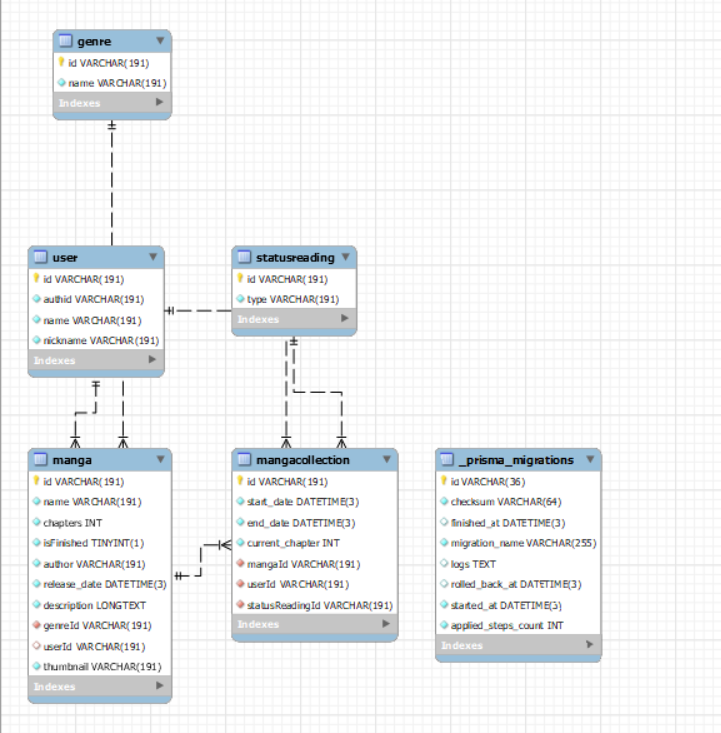 genre
id VARCHAR(191)
name VARCHAR(191)
Indexes
user
id VARCHAR(191)
authid VARCHAR(191)
name VARCHAR(191)
nickname VARCHAR(191)
Indexes
statusreading
id VARCHAR(191)
type VARCHAR(191)
Indexes
manga
id VARCHAR(191)
name VARCHAR(191)
chapters INT
isFinished TINYINT(1)
author VARCHAR(191)
release_date DATETIME(3)
description LONGTEXT
genreId VARCHAR(191)
userId VARCHAR(191)
thumbnail VARCHAR(191)
Indexes
mangacollection
id VARCHAR(191)
start_date DATETIME(3)
end_date DATETIME(3)
current_chapter INT
mangaId VARCHAR(191)
userId VARCHAR(191)
statusReadingId VARCHAR(191)
Indexes
_prisma_migrations
id VARCHAR(36)
checksum VARCHAR(64)
finished_at DATETIME(3)
migration_name VARCHAR(255)
logs TEXT
rolled_back_at DATETIME(3)
started_at DATETIME(3)
applied_steps_count INT
Indexes